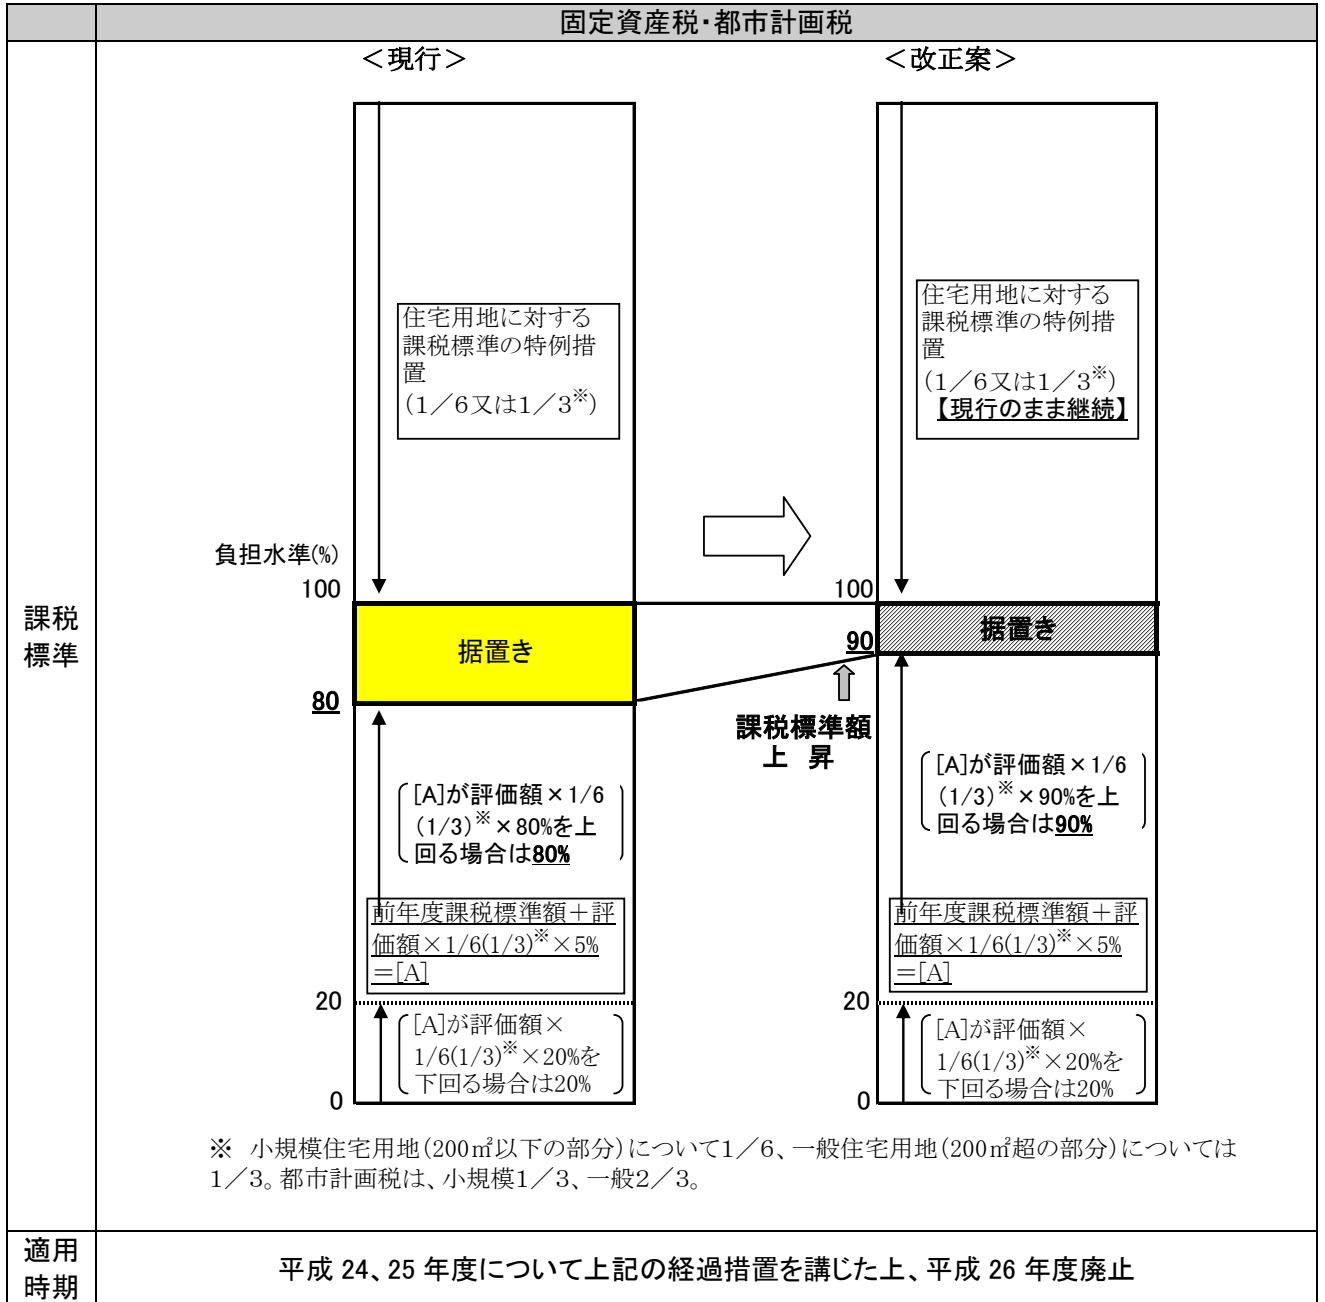 固定資産税・都市計画税
＜現行＞
＜改正案＞
住宅用地に対する
課税標準の特例措
置
（1／6又は1／3※）
住宅用地に対する
課税標準の特例措
置
（1／6又は1／3※）
【現行のまま継続】
負担水準(%)
100
100
据置き
据置き
90
80
課税標準額
上 昇
課税
標準
[A]が評価額×1/6
(1/3)※×80%を上
回る場合は80%
[A]が評価額×1/6
(1/3)※×90%を上
回る場合は90%
前年度課税標準額＋評
価額×1/6(1/3)※×5%
＝[A]
前年度課税標準額＋評
価額×1/6(1/3)※×5%
＝[A]
20
20
[A]が評価額×
1/6(1/3)※×20%を
下回る場合は20%
[A]が評価額×
1/6(1/3)※×20%を
下回る場合は20%
0
0
※ 小規模住宅用地(200㎡以下の部分)について1／6、一般住宅用地(200㎡超の部分)については
1／3。都市計画税は、小規模1／3、一般2／3。
適用
時期
平成 24、25 年度について上記の経過措置を講じた上、平成 26 年度廃止